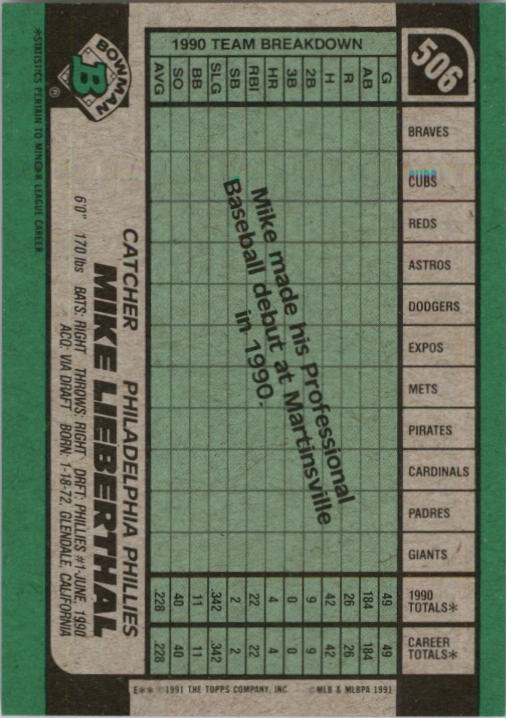 506
1990 TEAM BREAKDOWN
G AB R H 2B 3B HR RBI SB SLG BB SO AVG
BRAVES
CUBS
REDS
ASTROS
DODGERS
EXPOS
METS
PIRATES
CARDINALS
PADRES
GIANTS
1990 TOTALS* 49 184 26 42 9 0 4 22 2 .342 11 40 .228
CAREER TOTALS* 49 184 26 42 9 0 4 22 2 .342 11 40 .228
Mike made his Professional
Baseball debut at Martinsville
in 1990.
CATCHER PHILADELPHIA PHILLIES
MIKE LIEBERTHAL
6'0" 170 lbs BATS: RIGHT THROWS: RIGHT DRFT: PHILLIES #1-JUNE, 1990
ACQ: VIA DRAFT BORN: 1-18-72, GLENDALE, CALIFORNIA
BOWMAN
B
®
*STATISTICS PERTAIN TO MINOR LEAGUE CAREER
E** ©1991 THE TOPPS COMPANY, INC. ©MLB & MLBPA 1991